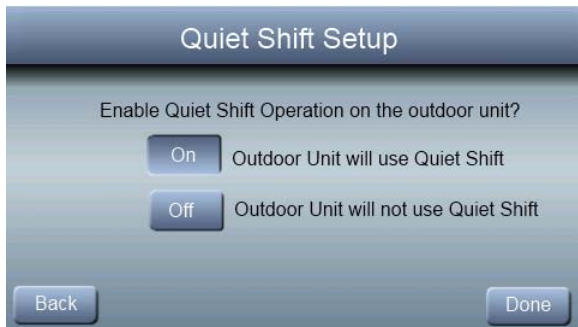 Quiet Shift Setup
Enable Quiet Shift Operation on the outdoor unit?
On Outdoor Unit will use Quiet Shift
Off Outdoor Unit will not use Quiet Shift
Back Done